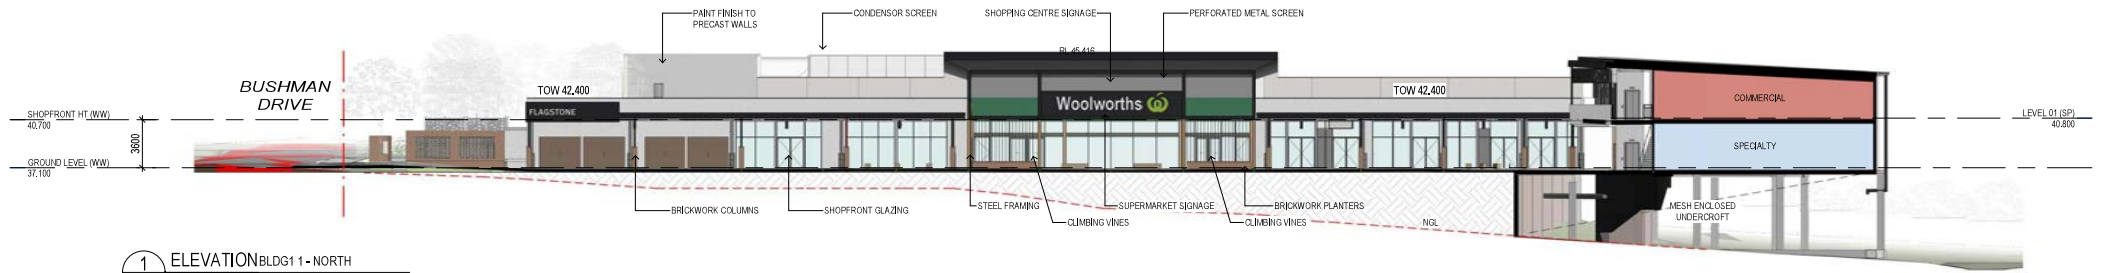 PAINT FINISH TO
PRECAST WALLS
CONDENSOR SCREEN
SHOPPING CENTRE SIGNAGE
PERFORATED METAL SCREEN
RL 45.416
BUSHMAN
DRIVE
TOW 42.400
TOW 42.400
FLAGSTONE
Woolworths
COMMERCIAL
SHOPFRONT HT (WW)
40,700
LEVEL 01 (SP)
40.800
3600
SPECIALTY
GROUND LEVEL (WW)
37,100
BRICKWORK COLUMNS
SHOPFRONT GLAZING
STEEL FRAMING
SUPERMARKET SIGNAGE
BRICKWORK PLANTERS
MESH ENCLOSED
UNDERCROFT
CLIMBING VINES
CLIMBING VINES
NGL
1 ELEVATION BLDG1 1 - NORTH